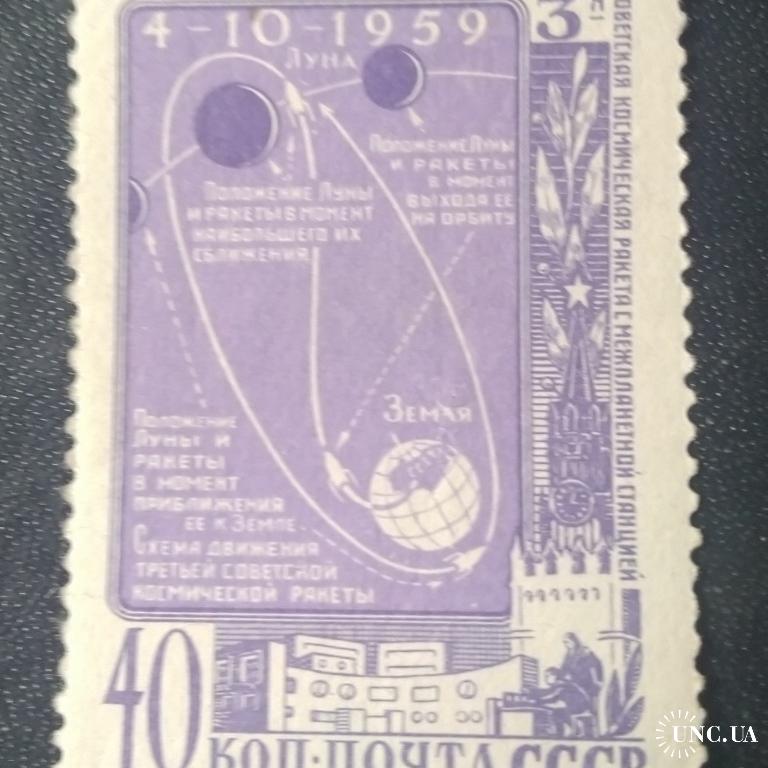 4-10-1959
ЛУНА
ПОЛОЖЕНИЕ ЛУНЫ
И РАКЕТЫ
В МОМЕНТ
ВЫХОДА ЕЕ
НА ОРБИТУ
ПОЛОЖЕНИЕ ЛУНЫ
И РАКЕТЫ В МОМЕНТ
НАИБОЛЬШЕГО ИХ
СБЛИЖЕНИЯ
ЗЕМЛЯ
ПОЛОЖЕНИЕ
ЛУНЫ И
РАКЕТЫ
В МОМЕНТ
ПРИБЛИЖЕНИЯ
ЕЕ К ЗЕМЛЕ
СХЕМА ДВИЖЕНИЯ
ТРЕТЬЕЙ СОВЕТСКОЙ
КОСМИЧЕСКОЙ РАКЕТЫ
КОСМИЧЕСКАЯ РАКЕТА С МЕЖПЛАНЕТНОЙ СТАНЦИЕЙ
40
КОП·ПОЧТА СССР
UNC.UA